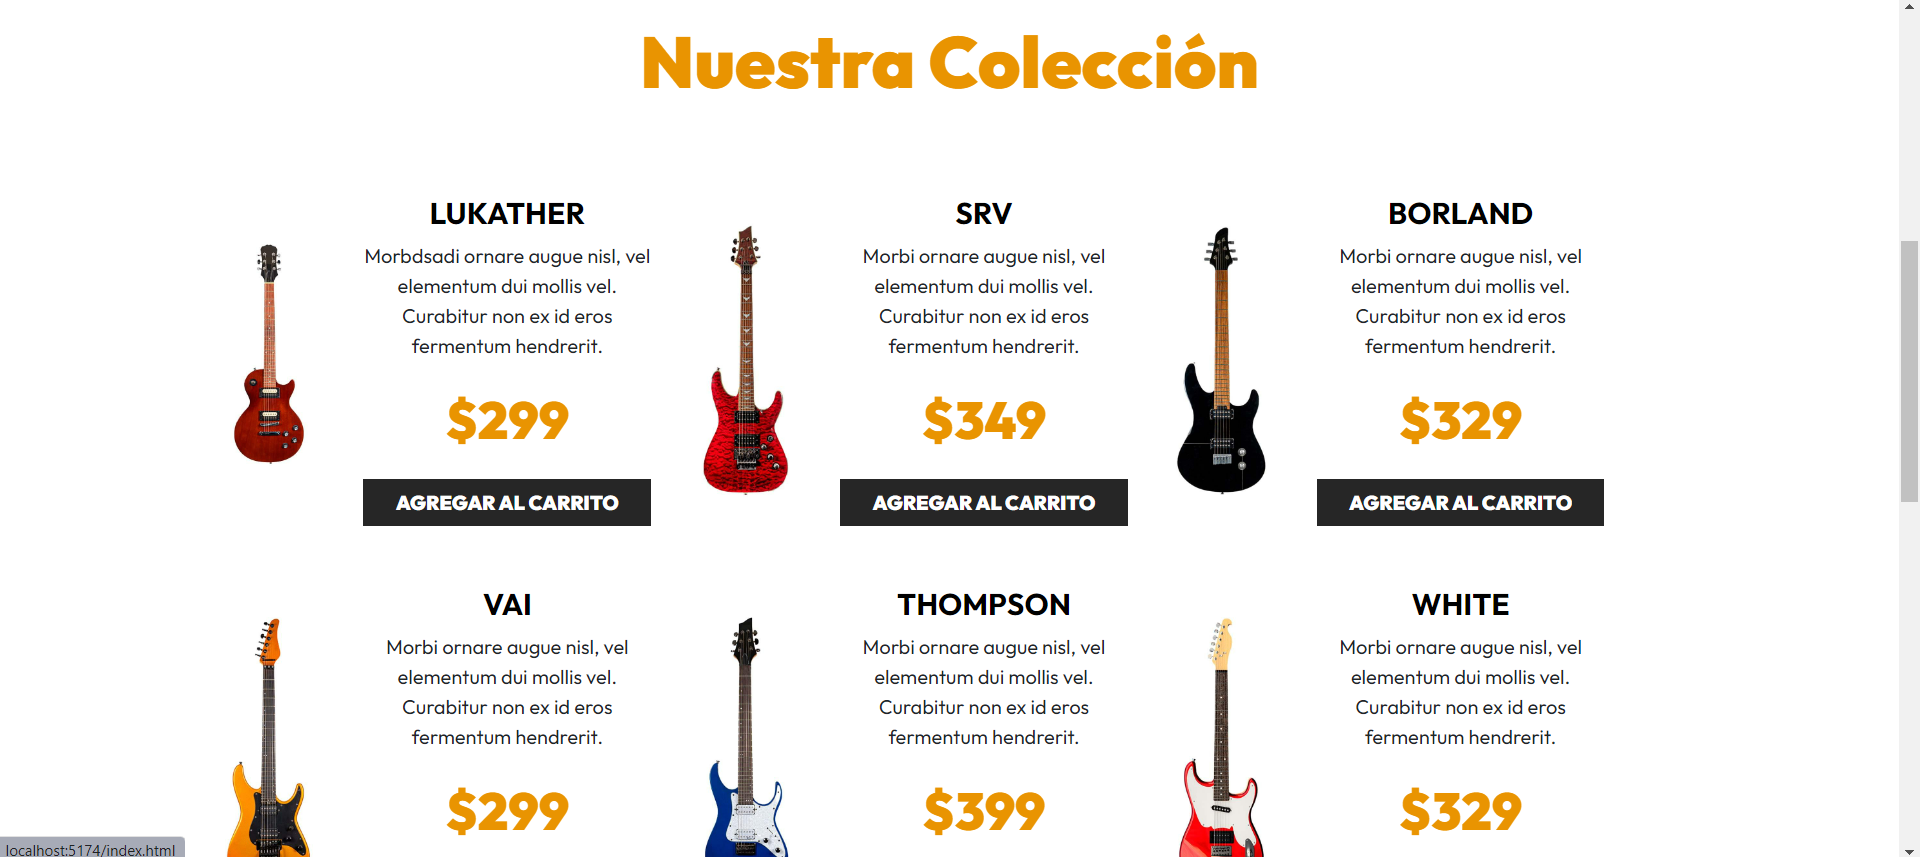 Nuestra Colección
LUKATHER
Morbdsadi ornare augue nisl, vel
elementum dui mollis vel.
Curabitur non ex id eros
fermentum hendrerit.
$299
AGREGAR AL CARRITO
SRV
Morbi ornare augue nisl, vel
elementum dui mollis vel.
Curabitur non ex id eros
fermentum hendrerit.
$349
AGREGAR AL CARRITO
BORLAND
Morbi ornare augue nisl, vel
elementum dui mollis vel.
Curabitur non ex id eros
fermentum hendrerit.
$329
AGREGAR AL CARRITO
VAI
Morbi ornare augue nisl, vel
elementum dui mollis vel.
Curabitur non ex id eros
fermentum hendrerit.
$299
THOMPSON
Morbi ornare augue nisl, vel
elementum dui mollis vel.
Curabitur non ex id eros
fermentum hendrerit.
$399
WHITE
Morbi ornare augue nisl, vel
elementum dui mollis vel.
Curabitur non ex id eros
fermentum hendrerit.
$329
localhost:5174/index.html